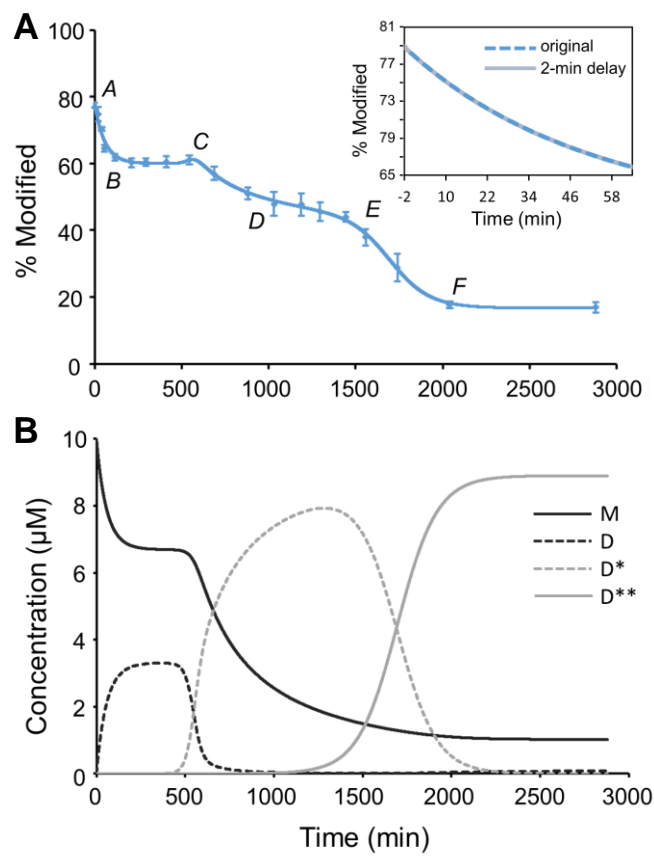 A
100
80
60
40
20
0
% Modified
A
B
C
D
E
F
0 500 1000 1500 2000 2500 3000
81
77
73
79
65
% Modified
original
2-min delay
-2 10 22 34 46 58
Time (min)
B
10
8
6
4
2
0
Concentration (µM)
M
D
D*
D**
0 500 1000 1500 2000 2500 3000
Time (min)